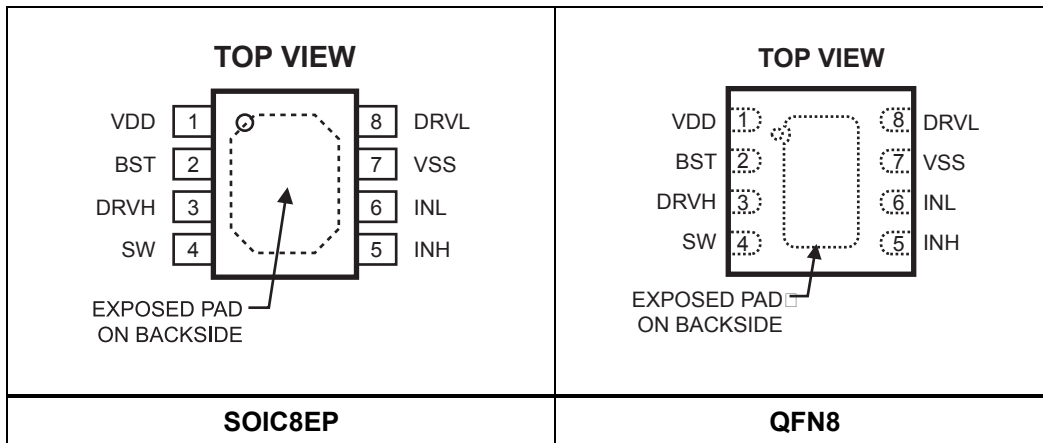 TOP VIEW
VDD 1 8 DRVL
BST 2 7 VSS
DRVH 3 6 INL
SW 4 5 INH
EXPOSED PAD
ON BACKSIDE
SOIC8EP
TOP VIEW
VDD 1 8 DRVL
BST 2 7 VSS
DRVH 3 6 INL
SW 4 5 INH
EXPOSED PAD
ON BACKSIDE
QFN8